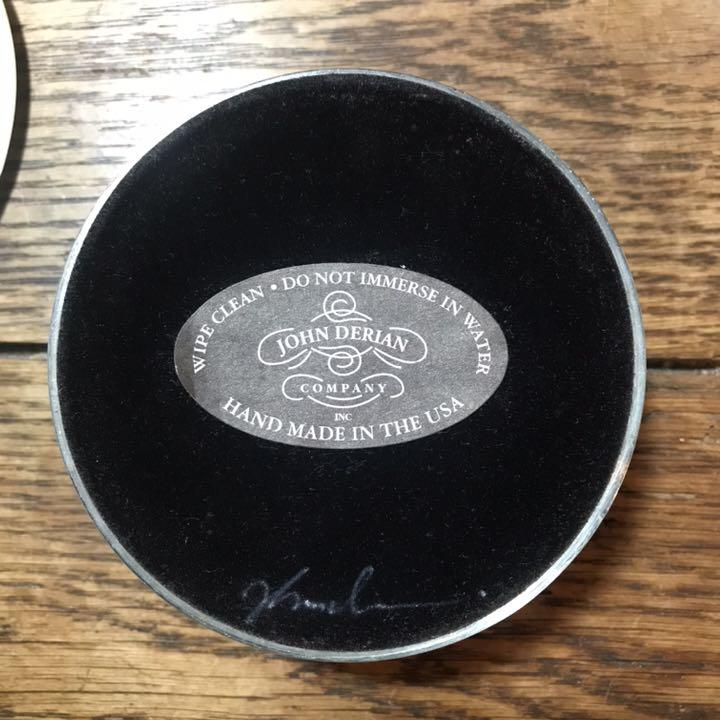 WIPE CLEAN • DO NOT IMMERSE IN WATER
JOHN DERIAN
COMPANY
INC
HAND MADE IN THE USA